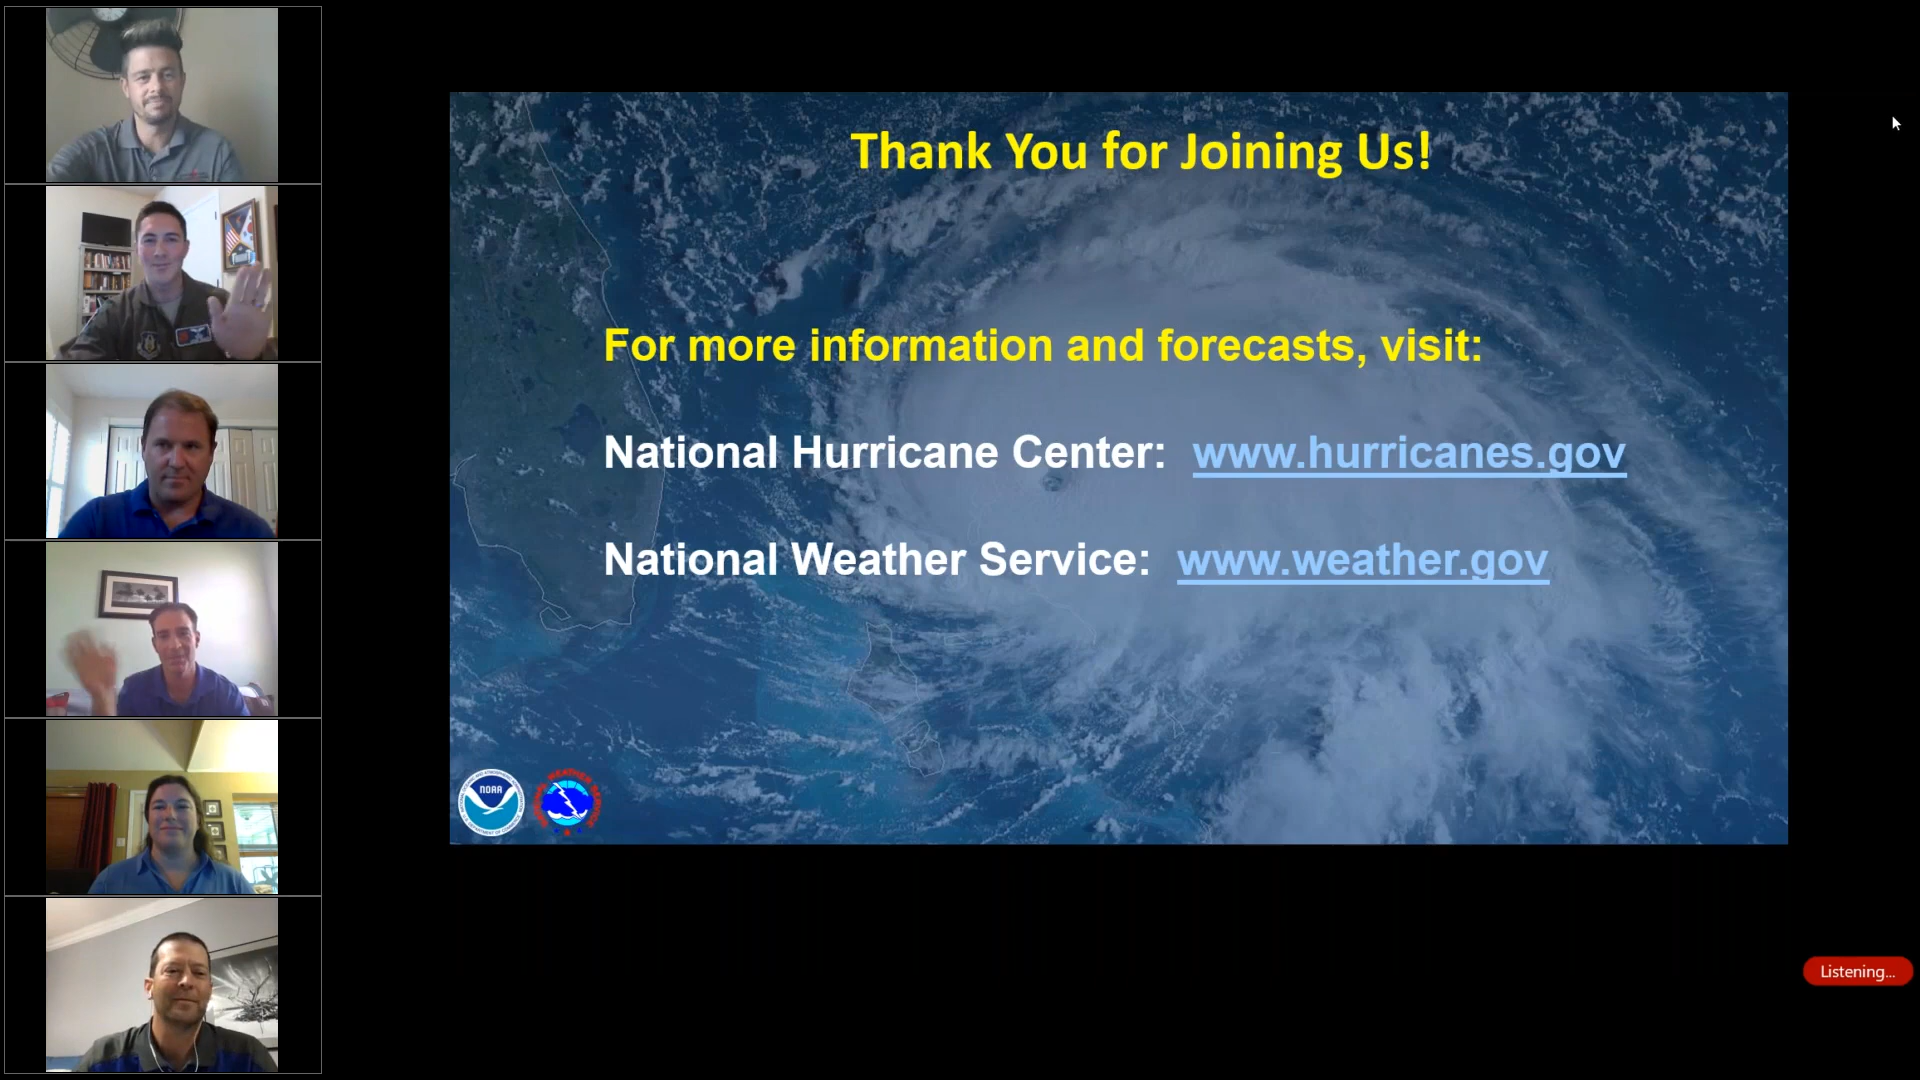 Thank You for Joining Us!
For more information and forecasts, visit:
National Hurricane Center: www.hurricanes.gov
National Weather Service: www.weather.gov
NOAA
Listening...